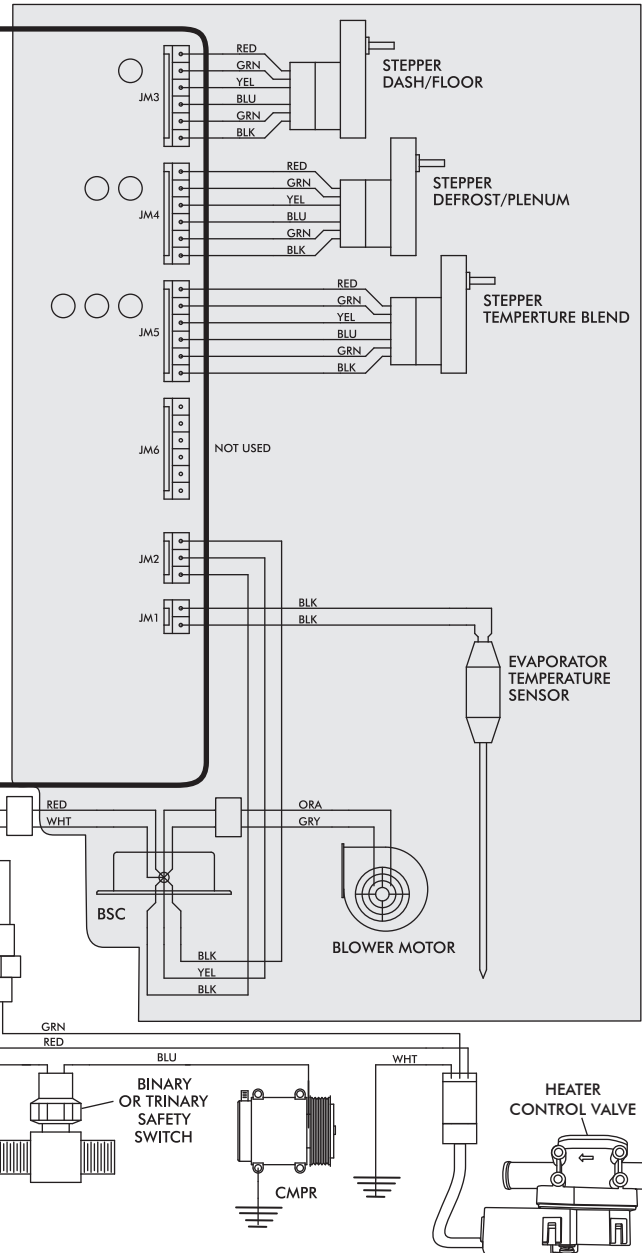 RED
GRN
YEL
BLU
GRN
BLK
JM3
STEPPER
DASH/FLOOR
RED
GRN
YEL
BLU
GRN
BLK
JM4
STEPPER
DEFROST/PLENUM
RED
GRN
YEL
BLU
GRN
BLK
JM5
STEPPER
TEMPERTURE BLEND
JM6
NOT USED
JM2
JM1
BLK
BLK
EVAPORATOR
TEMPERATURE
SENSOR
RED
WHT
ORA
GRY
BSC
BLOWER MOTOR
BLK
YEL
BLK
GRN
RED
BLU
WHT
BINARY
OR TRINARY
SAFETY
SWITCH
CMPR
HEATER
CONTROL VALVE